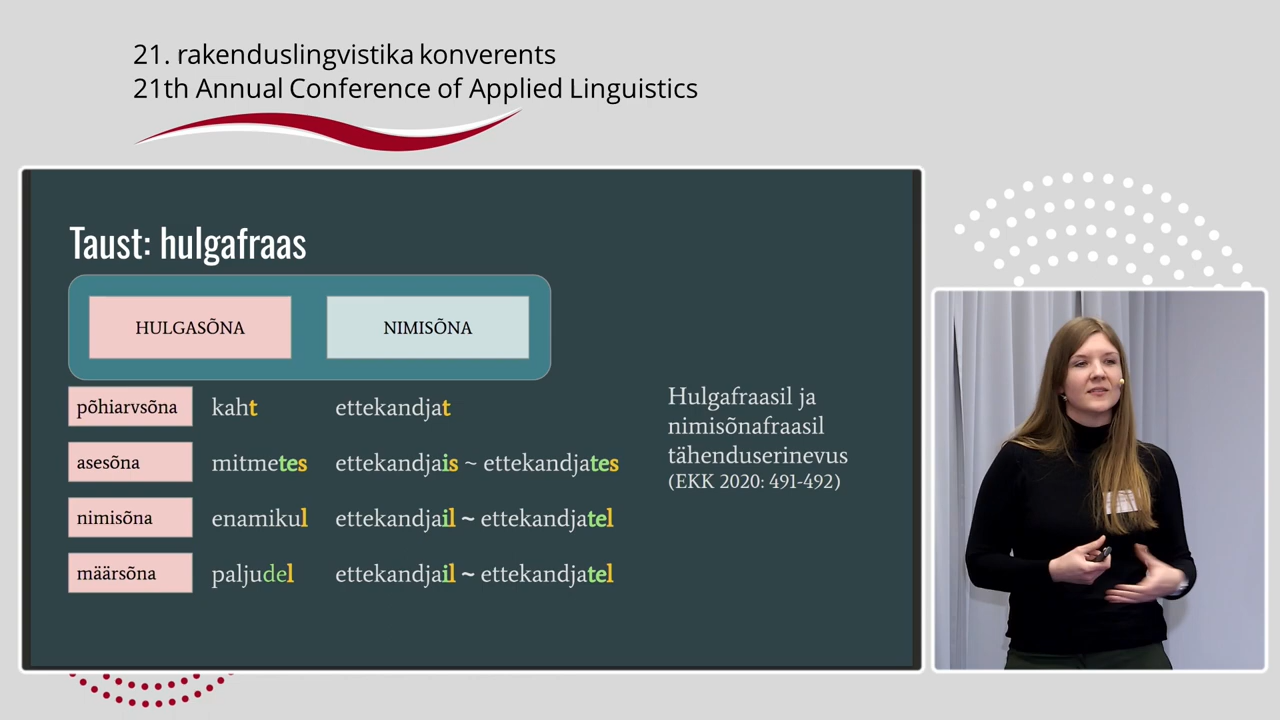 21. rakenduslingvistika konverents
21th Annual Conference of Applied Linguistics
Taust: hulgafraas
HULGASÕNA NIMISÕNA
põhiarvsõna kaht ettekandjat
asesõna mitmetes ettekandjais ~ ettekandjates
nimisõna enamikul ettekandjail ~ ettekandjatel
määrsõna paljudel ettekandjail ~ ettekandjatel
Hulgafraasil ja
nimisõnafraasil
tähenduserinevus
(EKK 2020: 491-492)